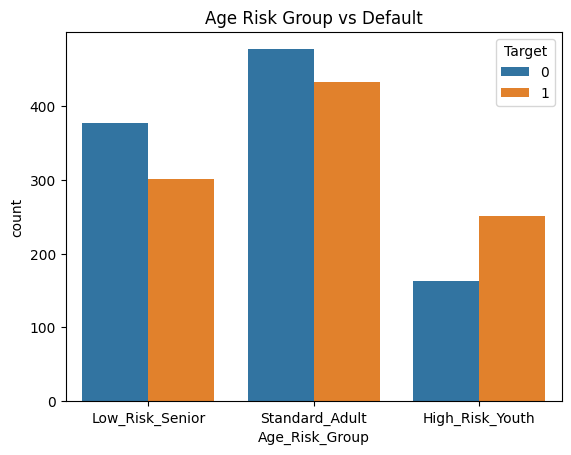 Age Risk Group vs Default
Target
0
1
400
300
200
100
0
count
Low_Risk_Senior
Standard_Adult
High_Risk_Youth
Age_Risk_Group